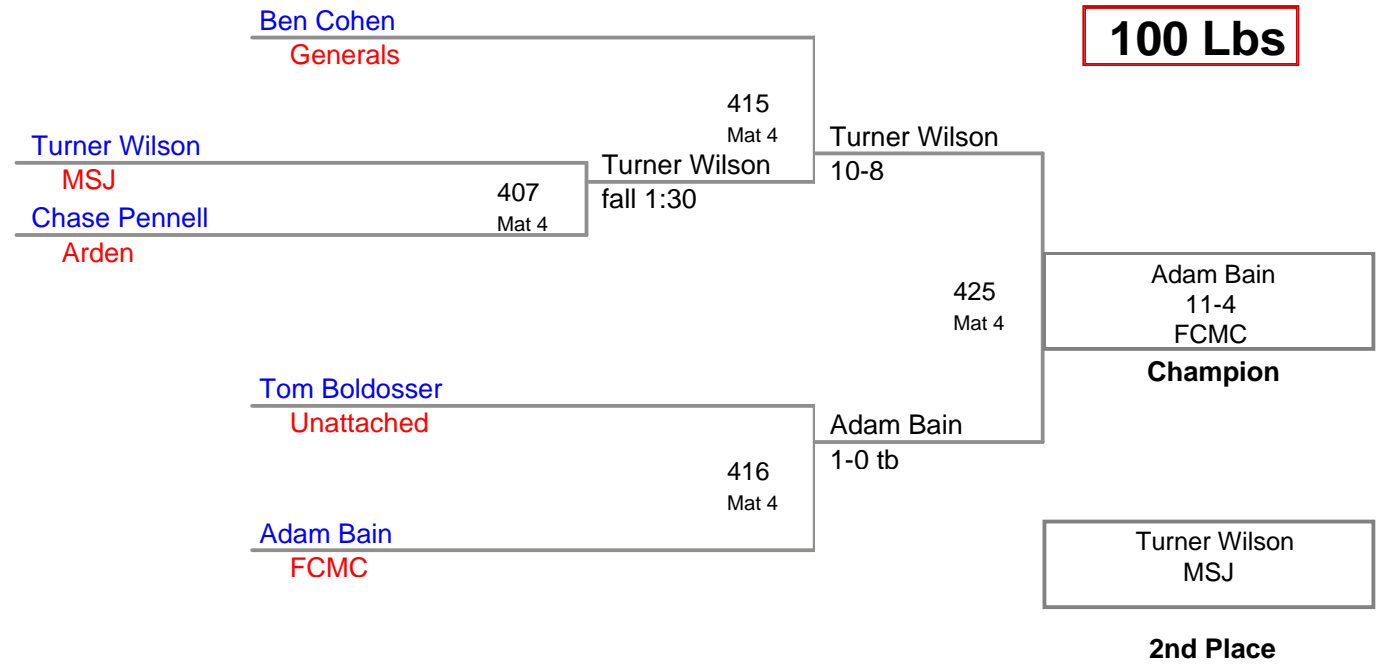 Ben Cohen
Generals
100 Lbs
415
Mat 4
Turner Wilson
MSJ
Turner Wilson
fall 1:30
Turner Wilson
10-8
407
Mat 4
Chase Pennell
Arden
425
Mat 4
Adam Bain
11-4
FCMC
Champion
Tom Boldosser
Unattached
Adam Bain
1-0 tb
416
Mat 4
Adam Bain
FCMC
Turner Wilson
MSJ
2nd Place